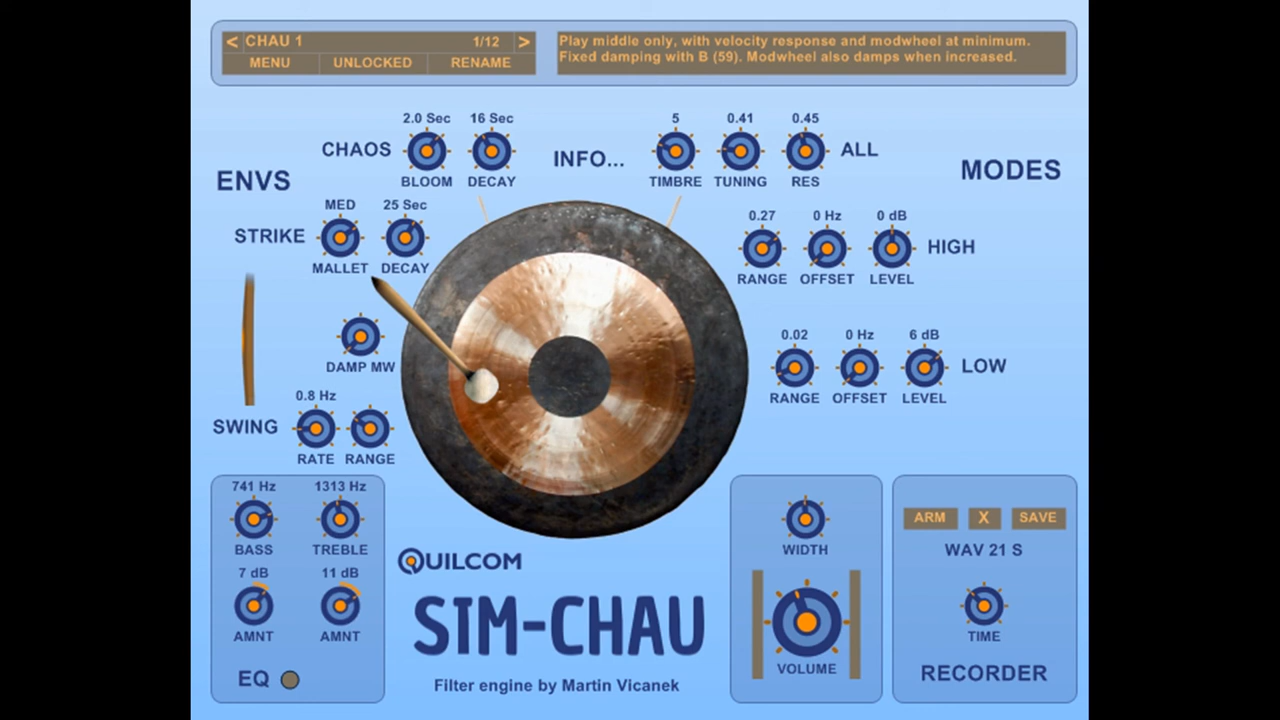 < CHAU 1 1/12 >
MENU UNLOCKED RENAME
Play middle only, with velocity response and modwheel at minimum.
Fixed damping with B (59). Modwheel also damps when increased.
2.0 Sec 16 Sec
CHAOS
BLOOM DECAY
INFO...
5 0.41 0.45
ALL
TIMBRE TUNING RES
ENVS
MODES
MED 25 Sec
STRIKE
MALLET DECAY
0.27 0 Hz 0 dB
HIGH
RANGE OFFSET LEVEL
DAMP MW
0.02 0 Hz 6 dB
LOW
RANGE OFFSET LEVEL
0.8 Hz
SWING
RATE RANGE
741 Hz 1313 Hz
BASS TREBLE
7 dB 11 dB
AMNT AMNT
EQ
QUILCOM
SIM-CHAU
Filter engine by Martin Vicanek
WIDTH
VOLUME
ARM X SAVE
WAV 21 S
TIME
RECORDER